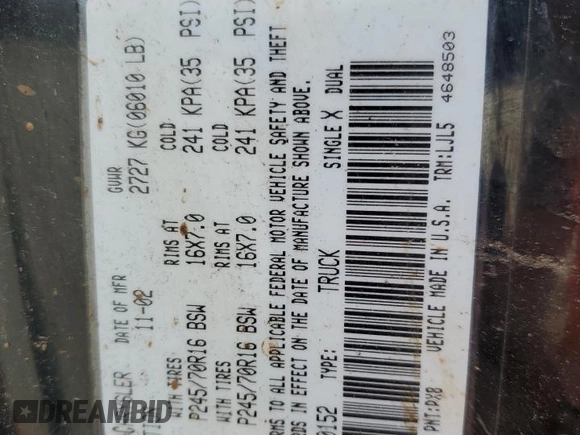 DATE OF MFR GVWR
11-02 2727 KG(06010 LB)
WITH TIRES RIMS AT COLD
P245/70R16 BSW 16X7.0 241 KPA(35 PSI)
WITH TIRES RIMS AT COLD
P245/70R16 BSW 16X7.0 241 KPA(35 PSI)
TO ALL APPLICABLE FEDERAL MOTOR VEHICLE SAFETY AND THEFT
IN EFFECT ON THE DATE OF MANUFACTURE SHOWN ABOVE.
0152 TYPE: TRUCK SINGLE X DUAL
PNT:PX8 VEHICLE MADE IN U.S.A. TRM:LJL5
4648503
SIDECARMBID